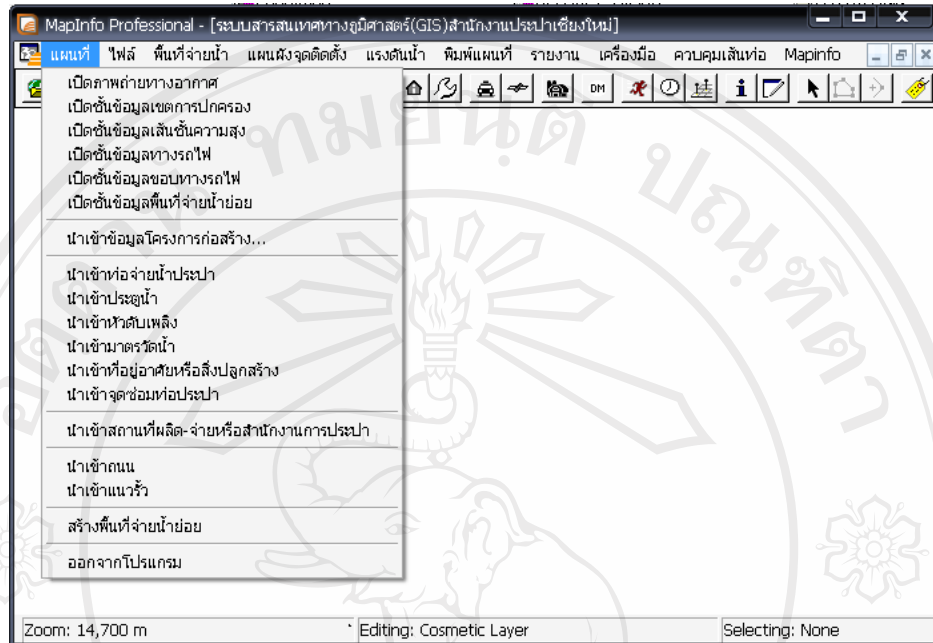 MapInfo Professional - [ระบบสารสนเทศทางภูมิศาสตร์(GIS)สำนักงานประปาเชียงใหม่]
แผนที่ ไฟล์ พื้นที่จ่ายน้ำ แผนผังจุดติดตั้ง แรงดันน้ำ พิมพ์แผนที่ รายงาน เครื่องมือ ควบคุมเส้นท่อ Mapinfo
DM
เปิดภาพถ่ายทางอากาศ
เปิดชั้นข้อมูลเขตการปกครอง
เปิดชั้นข้อมูลเส้นชั้นความสูง
เปิดชั้นข้อมูลทางรถไฟ
เปิดชั้นข้อมูลขอบทางรถไฟ
เปิดชั้นข้อมูลพื้นที่จ่ายน้ำย่อย
นำเข้าข้อมูลโครงการก่อสร้าง...
นำเข้าท่อจ่ายน้ำประปา
นำเข้าประตูน้ำ
นำเข้าหัวดับเพลิง
นำเข้ามาตรวัดน้ำ
นำเข้าที่อยู่อาศัยหรือสิ่งปลูกสร้าง
นำเข้าจุดซ่อมท่อประปา
นำเข้าสถานที่ผลิต-จ่ายหรือสำนักงานการประปา
นำเข้าถนน
นำเข้าแนวรั้ว
สร้างพื้นที่จ่ายน้ำย่อย
ออกจากโปรแกรม
Zoom: 14,700 m Editing: Cosmetic Layer Selecting: None